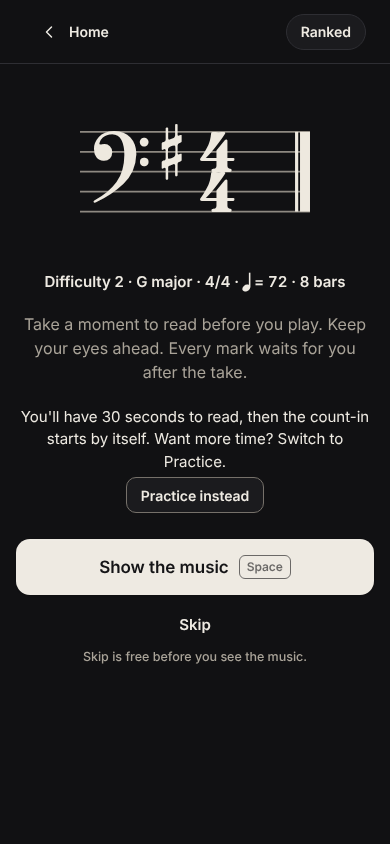 Home
Ranked
4
4
Difficulty 2 · G major · 4/4 · ♩ = 72 · 8 bars
Take a moment to read before you play. Keep
your eyes ahead. Every mark waits for you
after the take.
You'll have 30 seconds to read, then the count-in
starts by itself. Want more time? Switch to
Practice.
Practice instead
Show the music Space
Skip
Skip is free before you see the music.